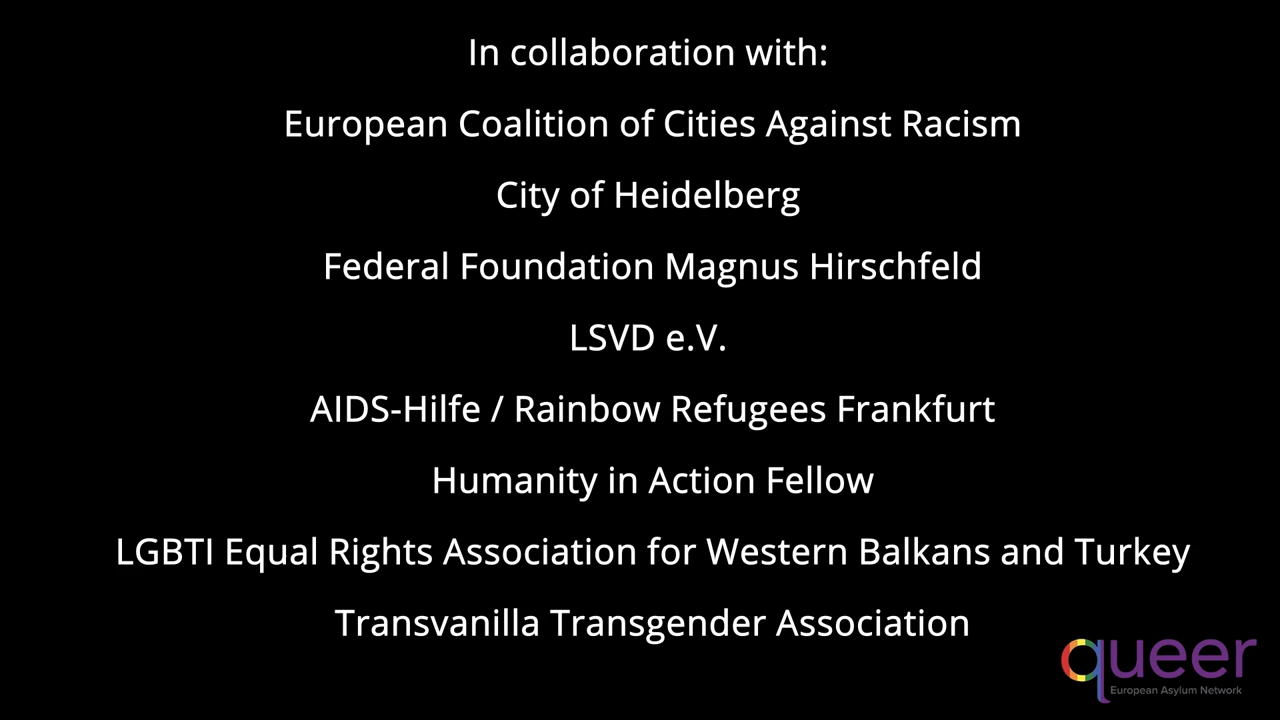 In collaboration with:
European Coalition of Cities Against Racism
City of Heidelberg
Federal Foundation Magnus Hirschfeld
LSVD e.V.
AIDS-Hilfe / Rainbow Refugees Frankfurt
Humanity in Action Fellow
LGBTI Equal Rights Association for Western Balkans and Turkey
Transvanilla Transgender Association
queer
European Asylum Network